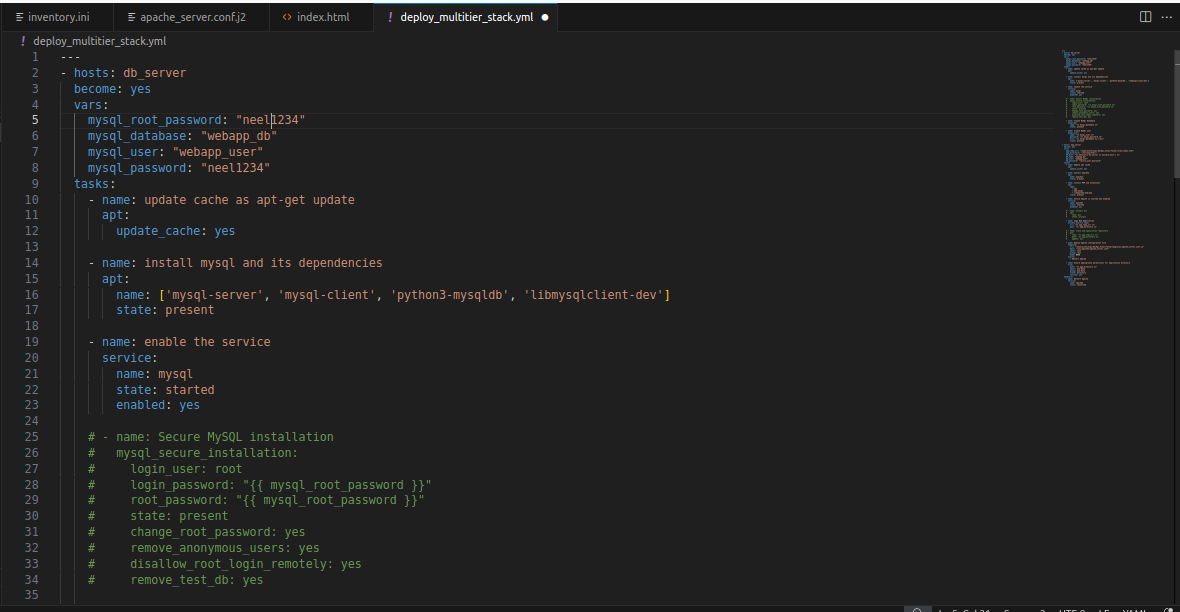 inventory.ini apache_server.conf.j2 index.html deploy_multitier_stack.yml
deploy_multitier_stack.yml
1 ---
2 - hosts: db_server
3 become: yes
4 vars:
5 mysql_root_password: "neel1234"
6 mysql_database: "webapp_db"
7 mysql_user: "webapp_user"
8 mysql_password: "neel1234"
9 tasks:
10 - name: update cache as apt-get update
11 apt:
12 update_cache: yes
13
14 - name: install mysql and its dependencies
15 apt:
16 name: ['mysql-server', 'mysql-client', 'python3-mysqldb', 'libmysqlclient-dev']
17 state: present
18
19 - name: enable the service
20 service:
21 name: mysql
22 state: started
23 enabled: yes
24
25 # - name: Secure MySQL installation
26 # mysql_secure_installation:
27 # login_user: root
28 # login_password: "{{ mysql_root_password }}"
29 # root_password: "{{ mysql_root_password }}"
30 # state: present
31 # change_root_password: yes
32 # remove_anonymous_users: yes
33 # disallow_root_login_remotely: yes
34 # remove_test_db: yes
35